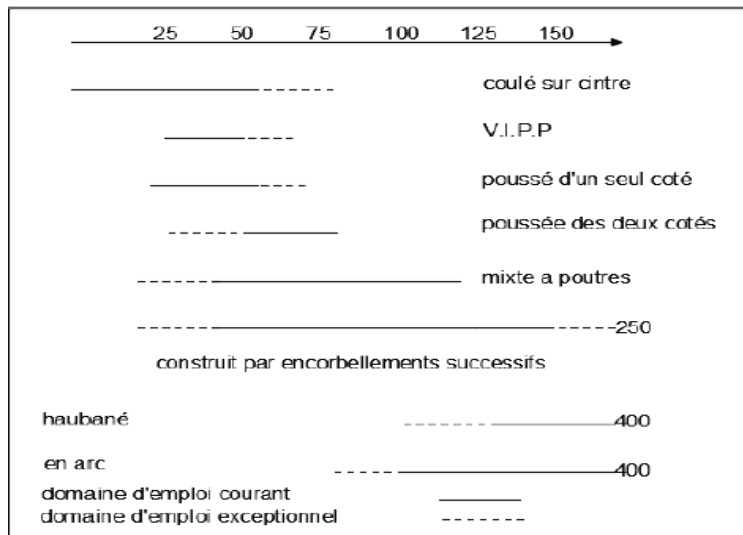 25 50 75 100 125 150
coulé sur cintre
V.I.P.P
poussé d'un seul coté
poussée des deux cotés
mixte a poutres
250
construit par encorbellements successifs
haubané 400
en arc 400
domaine d'emploi courant
domaine d'emploi exceptionnel